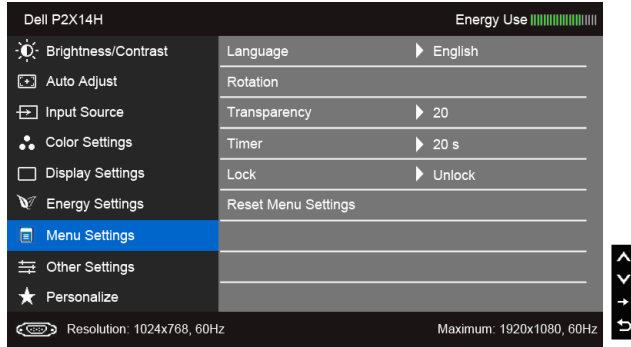 Dell P2X14H Energy Use
Brightness/Contrast Language English
Auto Adjust Rotation
Input Source Transparency 20
Color Settings Timer 20 s
Display Settings Lock Unlock
Energy Settings Reset Menu Settings
Menu Settings
Other Settings
Personalize
Resolution: 1024x768, 60Hz Maximum: 1920x1080, 60Hz